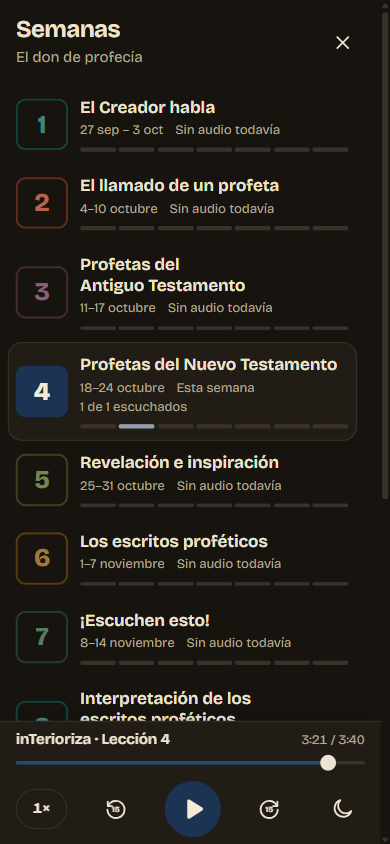 Semanas
El don de profecía
1
El Creador habla
27 sep – 3 oct Sin audio todavía
2
El llamado de un profeta
4–10 octubre Sin audio todavía
3
Profetas del
Antiguo Testamento
11–17 octubre Sin audio todavía
4
Profetas del Nuevo Testamento
18–24 octubre Esta semana
1 de 1 escuchados
5
Revelación e inspiración
25–31 octubre Sin audio todavía
6
Los escritos proféticos
1–7 noviembre Sin audio todavía
7
¡Escuchen esto!
8–14 noviembre Sin audio todavía
Interpretación de los
escritos proféticos
inTerioriza · Lección 4
3:21 / 3:40
1×
15
15